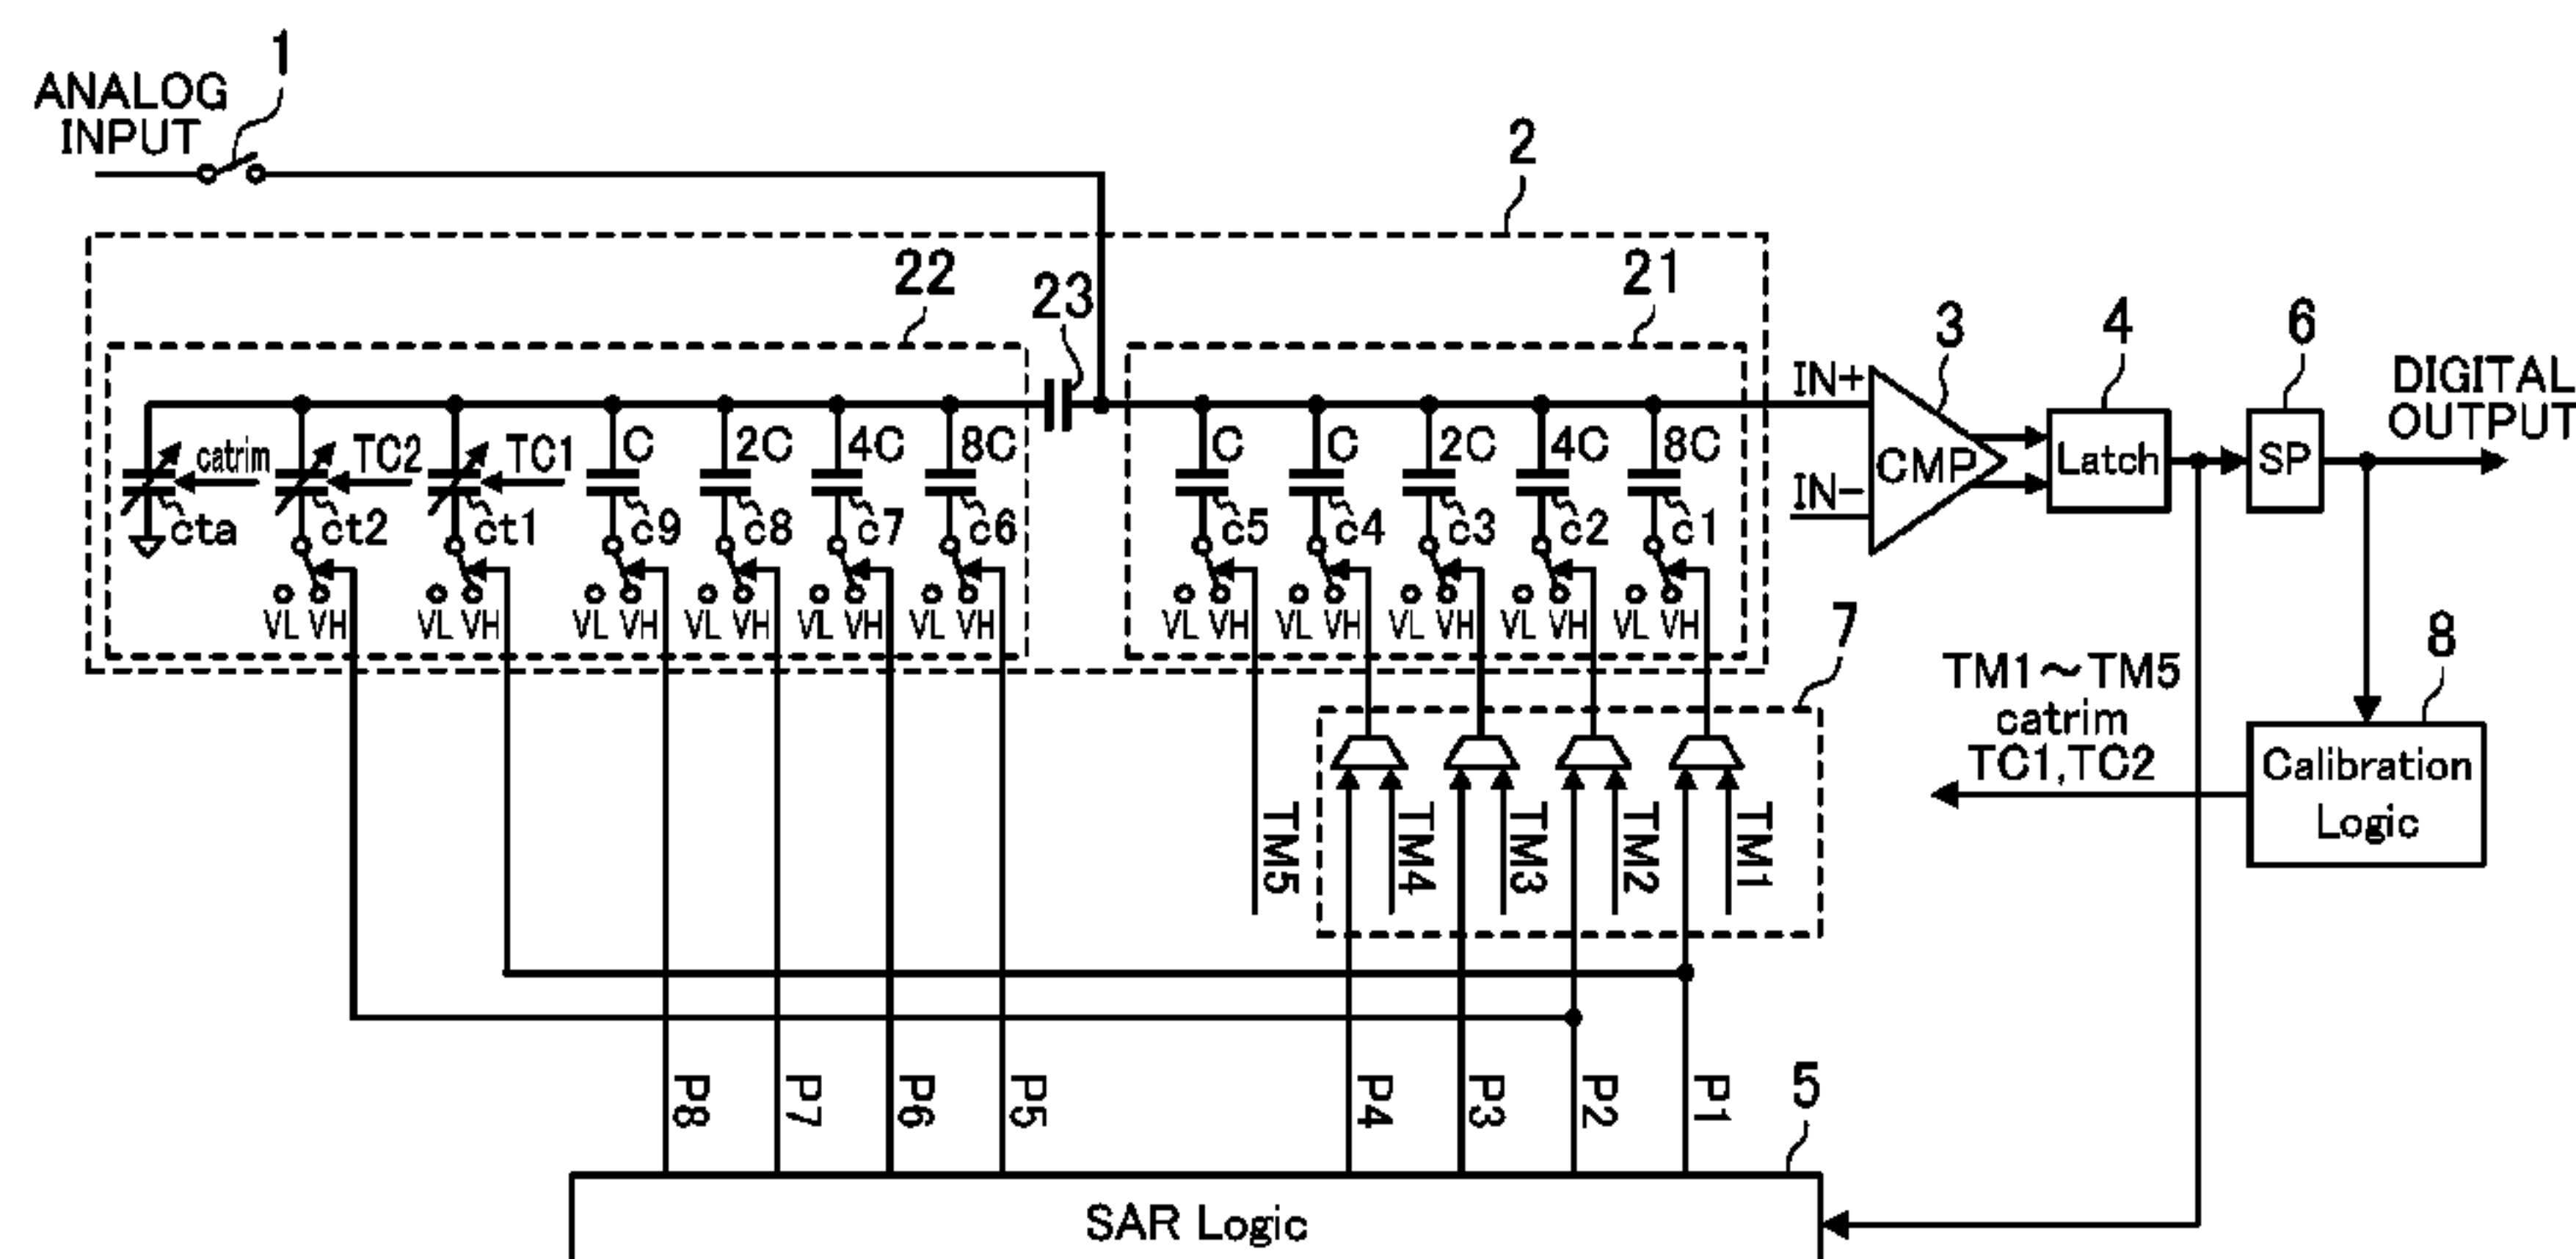 1
ANALOG
INPUT
2
22
23
21
3
4
6
IN+
DIGITAL
OUTPUT
catrim
TC2
TC1
C
2C
4C
8C
C
C
2C
4C
8C
CMP
Latch
SP
IN-
cta
ct2
ct1
c9
c8
c7
c6
c5
c4
c3
c2
c1
VL VH
VL VH
VL VH
VL VH
VL VH
VL VH
VL VH
VL VH
VL VH
VL VH
VL VH
7
8
TM1~TM5
catrim
TC1,TC2
Calibration
Logic
TM5
TM4
TM3
TM2
TM1
P8
P7
P6
P5
P4
P3
P2
P1
5
SAR Logic